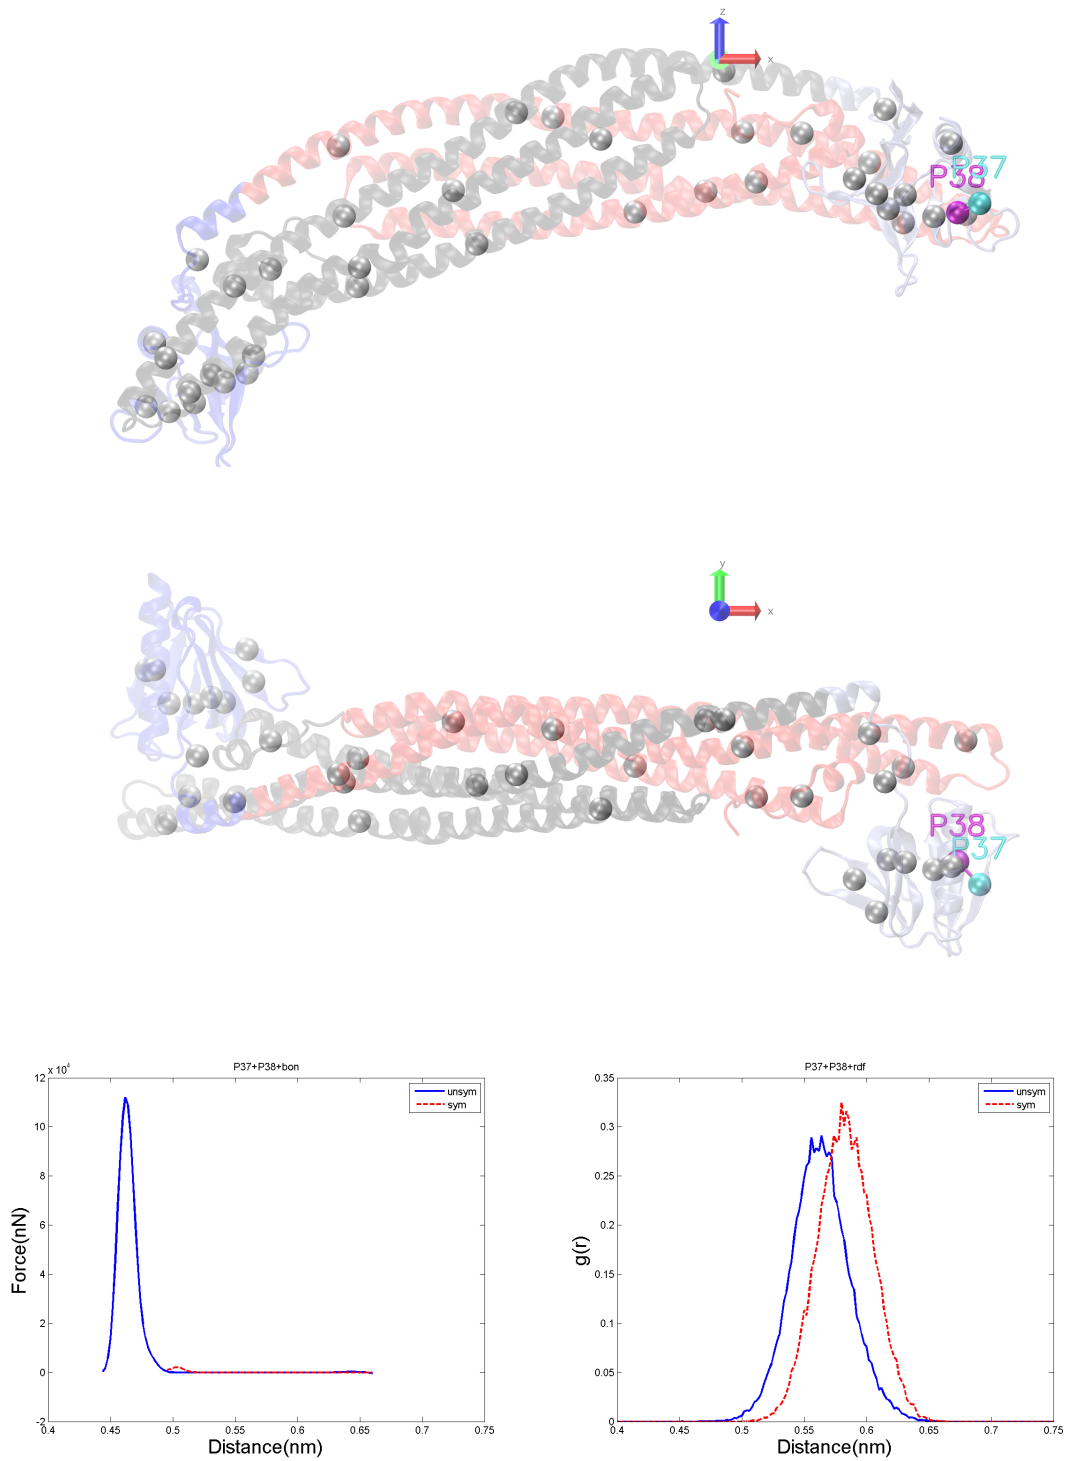 z
x
P37
P38
y
x
P38
P37
P37+P38+bon
x 10^4
12
10
8
6
4
2
0
-2
0.4 0.45 0.5 0.55 0.6 0.65 0.7 0.75
Force(nN)
Distance(nm)
unsym
sym
P37+P38+rdf
0.35
0.3
0.25
0.2
0.15
0.1
0.05
0
0.4 0.45 0.5 0.55 0.6 0.65 0.7 0.75
g(r)
Distance(nm)
unsym
sym